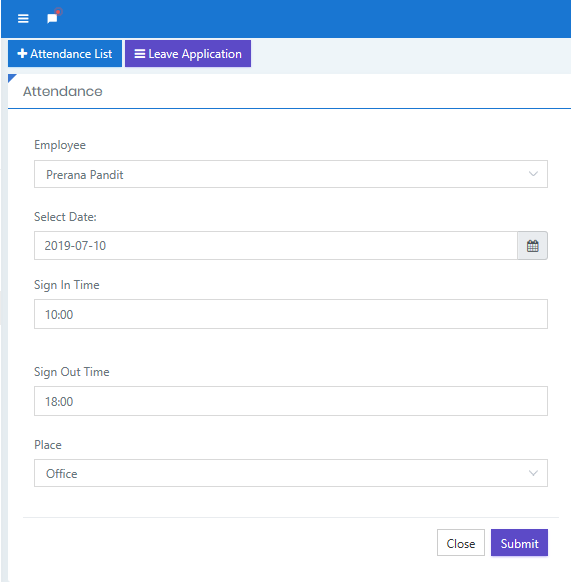 Attendance List
Leave Application
Attendance
Employee
Prerana Pandit
Select Date:
2019-07-10
Sign In Time
10:00
Sign Out Time
18:00
Place
Office
Close
Submit